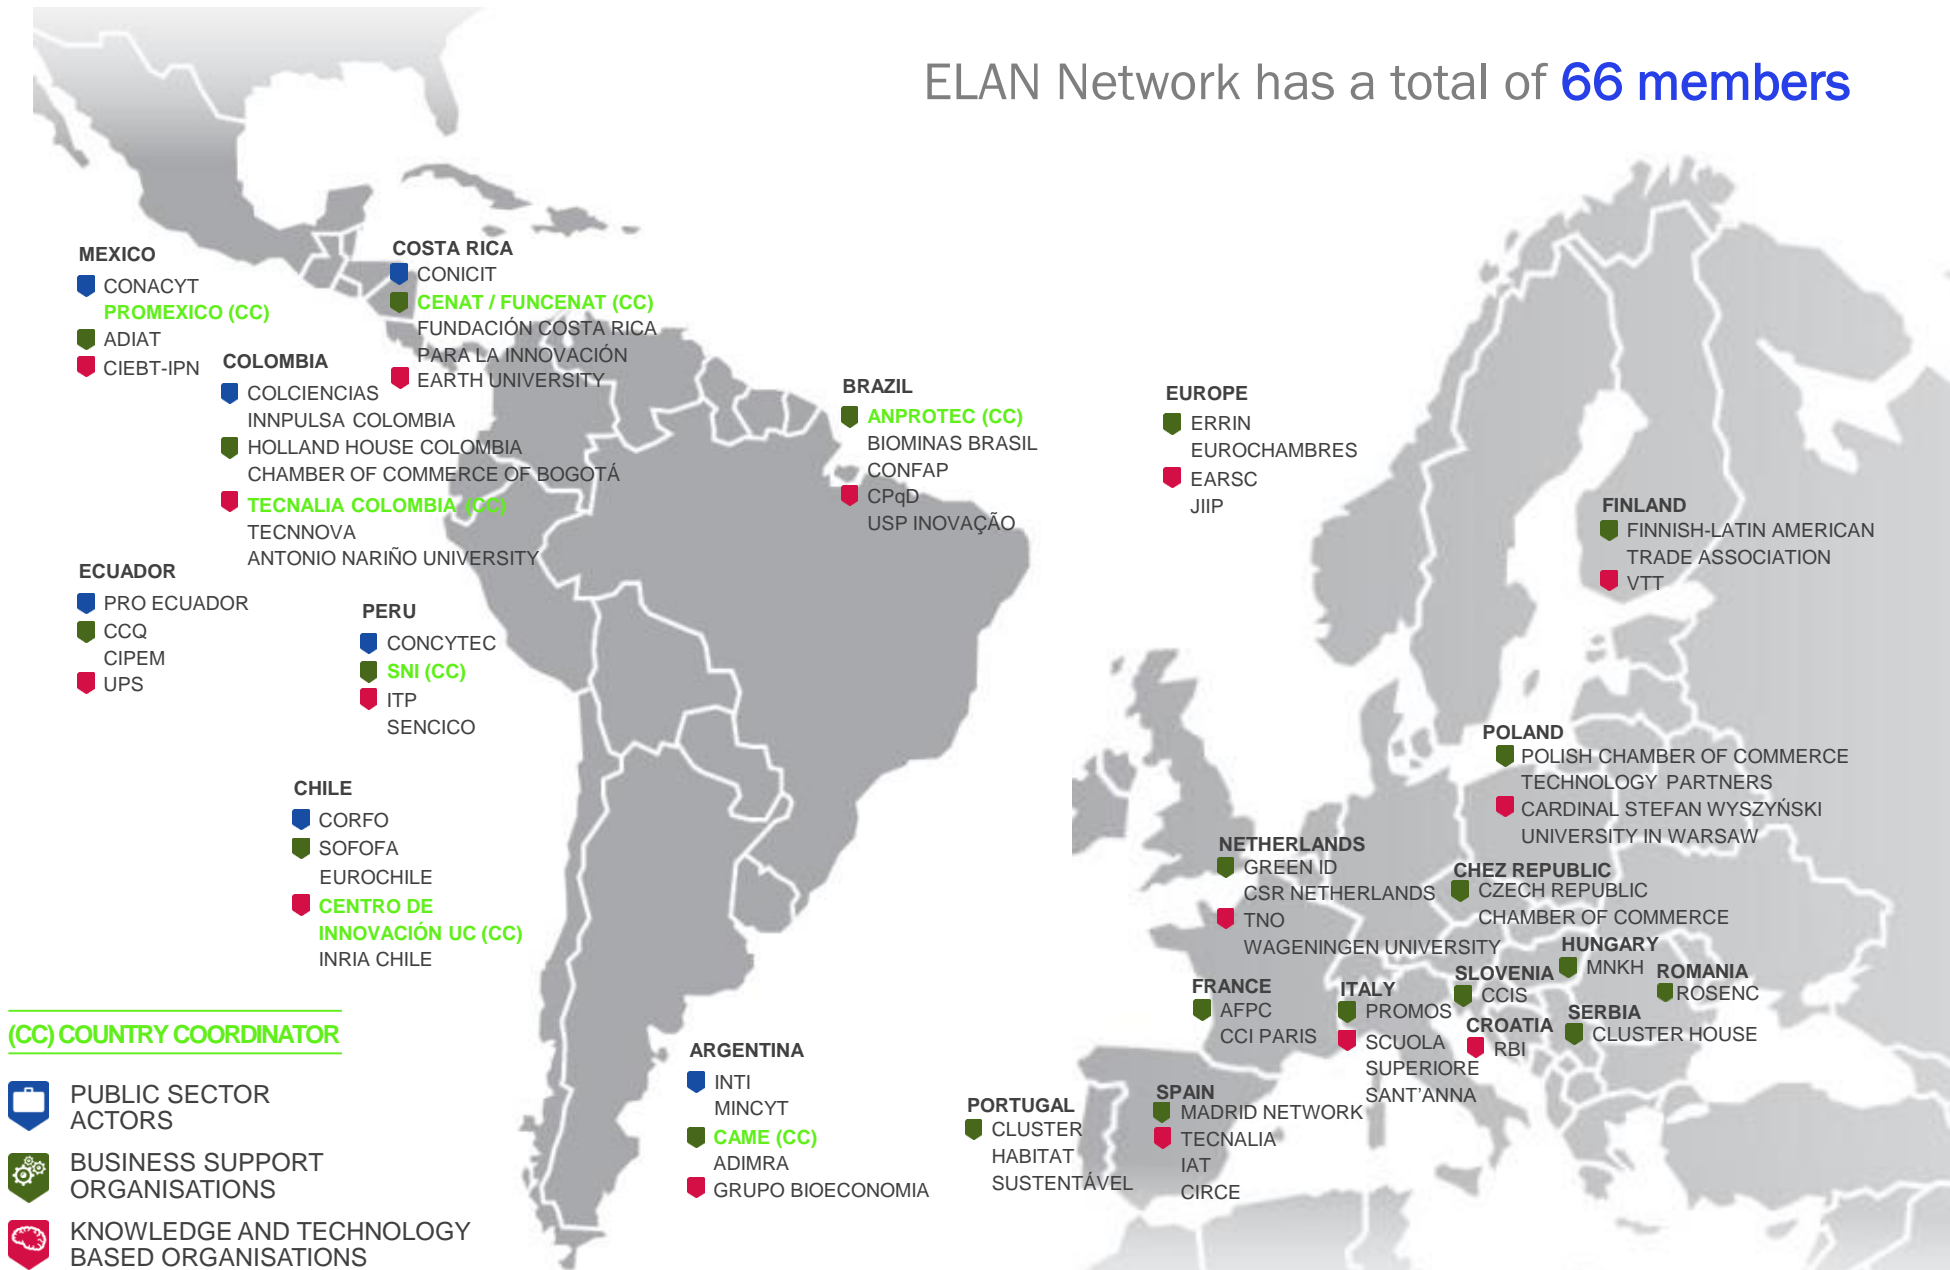 ELAN Network has a total of 66 members
MEXICO
CONACYT
PROMEXICO (CC)
ADIAT
CIEBT-IPN
COSTA RICA
CONICIT
CENAT / FUNCENAT (CC)
FUNDACIÓN COSTA RICA
PARA LA INNOVACIÓN
EARTH UNIVERSITY
COLOMBIA
COLCIENCIAS
INNPULSA COLOMBIA
HOLLAND HOUSE COLOMBIA
CHAMBER OF COMMERCE OF BOGOTÁ
TECNALIA COLOMBIA (CC)
TECNNOVA
ANTONIO NARIÑO UNIVERSITY
BRAZIL
ANPROTEC (CC)
BIOMINAS BRASIL
CONFAP
CPqD
USP INOVAÇÃO
EUROPE
ERRIN
EUROCHAMBRES
EARSC
JIIP
FINLAND
FINNISH-LATIN AMERICAN
TRADE ASSOCIATION
VTT
ECUADOR
PRO ECUADOR
CCQ
CIPEM
UPS
PERU
CONCYTEC
SNI (CC)
ITP
SENCICO
CHILE
CORFO
SOFOFA
EUROCHILE
CENTRO DE
INNOVACIÓN UC (CC)
INRIA CHILE
POLAND
POLISH CHAMBER OF COMMERCE
TECHNOLOGY PARTNERS
CARDINAL STEFAN WYSZYŃSKI
UNIVERSITY IN WARSAW
NETHERLANDS
GREEN ID
CSR NETHERLANDS
TNO
WAGENINGEN UNIVERSITY
CHEZ REPUBLIC
CZECH REPUBLIC
CHAMBER OF COMMERCE
HUNGARY
MNKH
ROMANIA
ROSENC
SLOVENIA
CCIS
SERBIA
CLUSTER HOUSE
CROATIA
RBI
FRANCE
AFPC
CCI PARIS
ITALY
PROMOS
SCUOLA
SUPERIORE
SANT'ANNA
ARGENTINA
INTI
MINCYT
CAME (CC)
ADIMRA
GRUPO BIOECONOMIA
PORTUGAL
CLUSTER
HABITAT
SUSTENTÁVEL
SPAIN
MADRID NETWORK
TECNALIA
IAT
CIRCE
(CC) COUNTRY COORDINATOR
PUBLIC SECTOR
ACTORS
BUSINESS SUPPORT
ORGANISATIONS
KNOWLEDGE AND TECHNOLOGY
BASED ORGANISATIONS